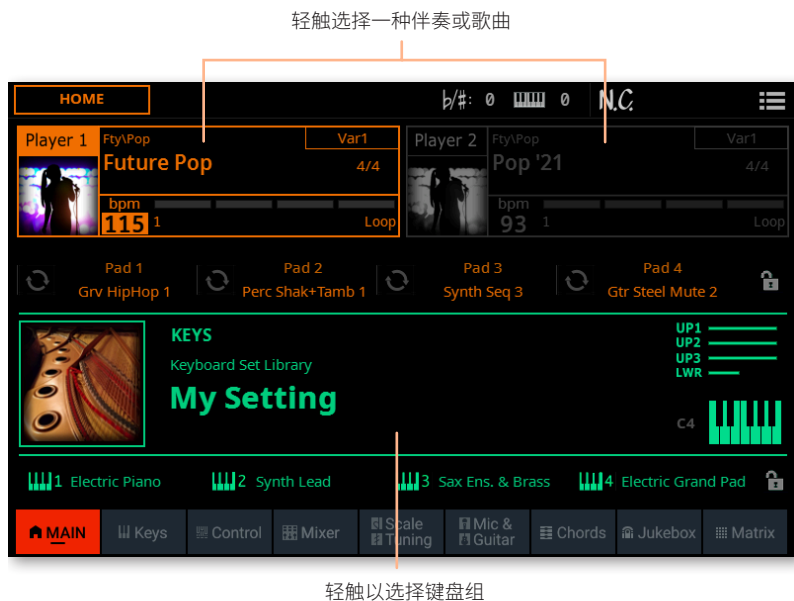 轻触选择一种伴奏或歌曲
HOME
b/#: 0 0 N.C.
Player 1 Fty\Pop Var1
Future Pop
4/4
bpm
115 1 Loop
Player 2 Fty\Pop Var1
Pop '21
4/4
bpm
93 1 Loop
Pad 1 Pad 2 Pad 3 Pad 4
Grv HipHop 1 Perc Shak+Tamb 1 Synth Seq 3 Gtr Steel Mute 2
KEYS
Keyboard Set Library
My Setting
UP1
UP2
UP3
LWR
C4
1 Electric Piano 2 Synth Lead 3 Sax Ens. & Brass 4 Electric Grand Pad
MAIN Keys Control Mixer Scale Tuning Mic & Guitar Chords Jukebox Matrix
轻触以选择键盘组